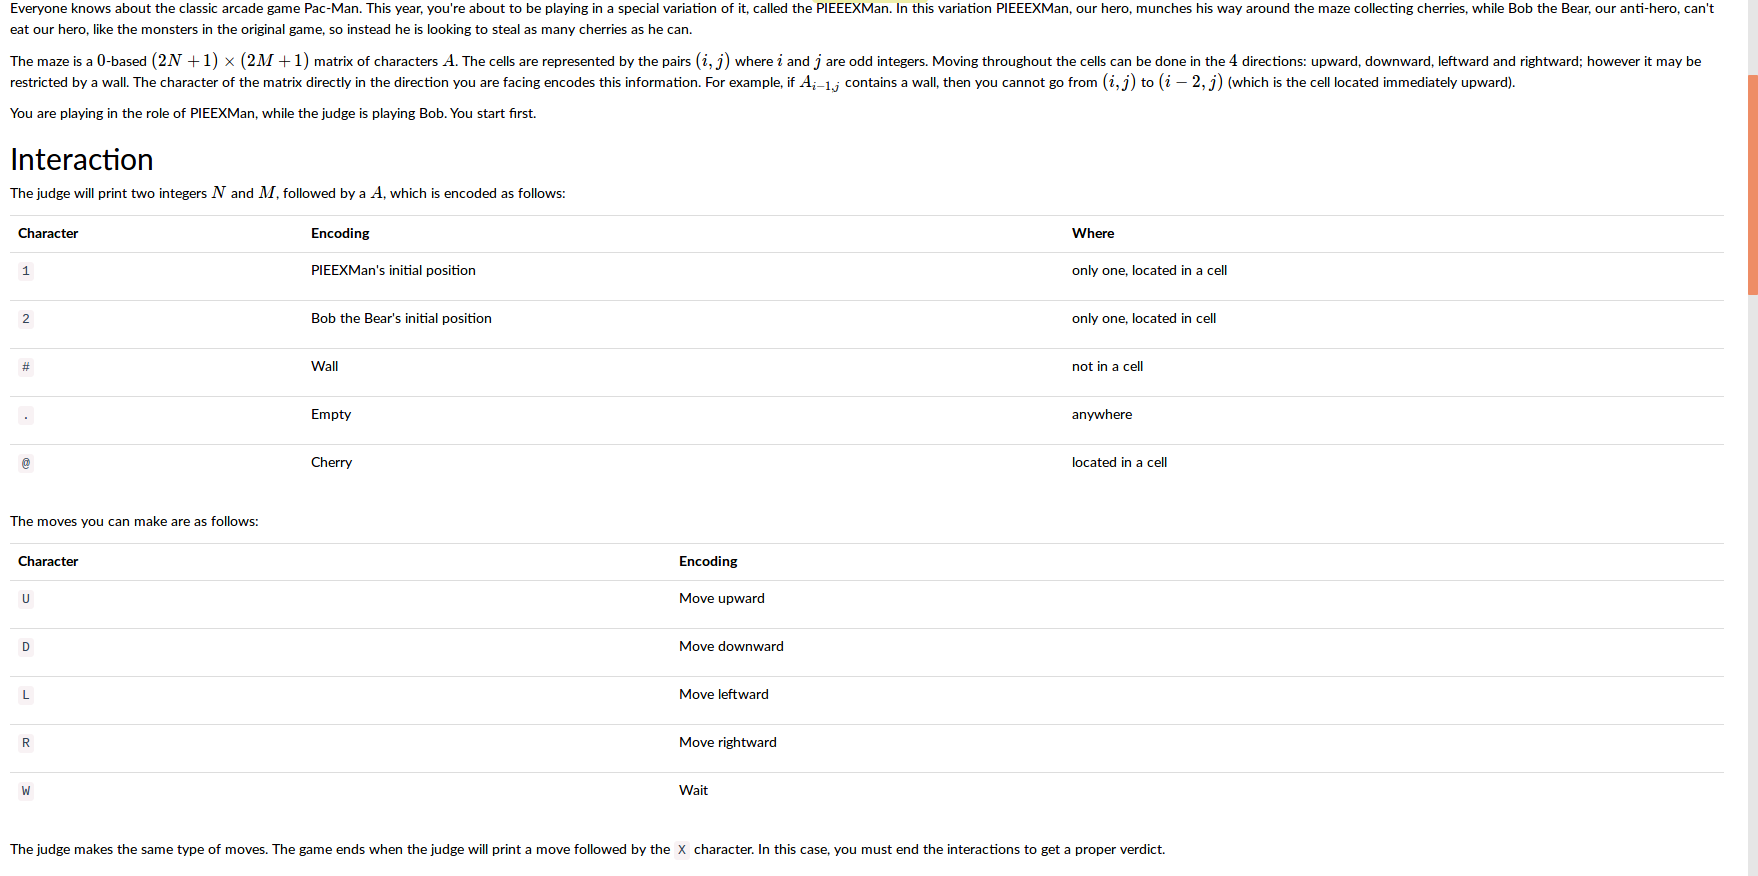 Everyone knows about the classic arcade game Pac-Man. This year, you're about to be playing in a special variation of it, called the PIEEEXMan. In this variation PIEEEXMan, our hero, munches his way around the maze collecting cherries, while Bob the Bear, our anti-hero, can't
eat our hero, like the monsters in the original game, so instead he is looking to steal as many cherries as he can.
The maze is a 0-based (2N + 1) × (2M + 1) matrix of characters A. The cells are represented by the pairs (i, j) where i and j are odd integers. Moving throughout the cells can be done in the 4 directions: upward, downward, leftward and rightward; however it may be
restricted by a wall. The character of the matrix directly in the direction you are facing encodes this information. For example, if A_{i−1,j} contains a wall, then you cannot go from (i, j) to (i − 2, j) (which is the cell located immediately upward).
You are playing in the role of PIEEXMan, while the judge is playing Bob. You start first.
Interaction
The judge will print two integers N and M, followed by a A, which is encoded as follows:
Character Encoding Where
1 PIEEXMan's initial position only one, located in a cell
2 Bob the Bear's initial position only one, located in cell
# Wall not in a cell
. Empty anywhere
@ Cherry located in a cell
The moves you can make are as follows:
Character Encoding
U Move upward
D Move downward
L Move leftward
R Move rightward
W Wait
The judge makes the same type of moves. The game ends when the judge will print a move followed by the X character. In this case, you must end the interactions to get a proper verdict.